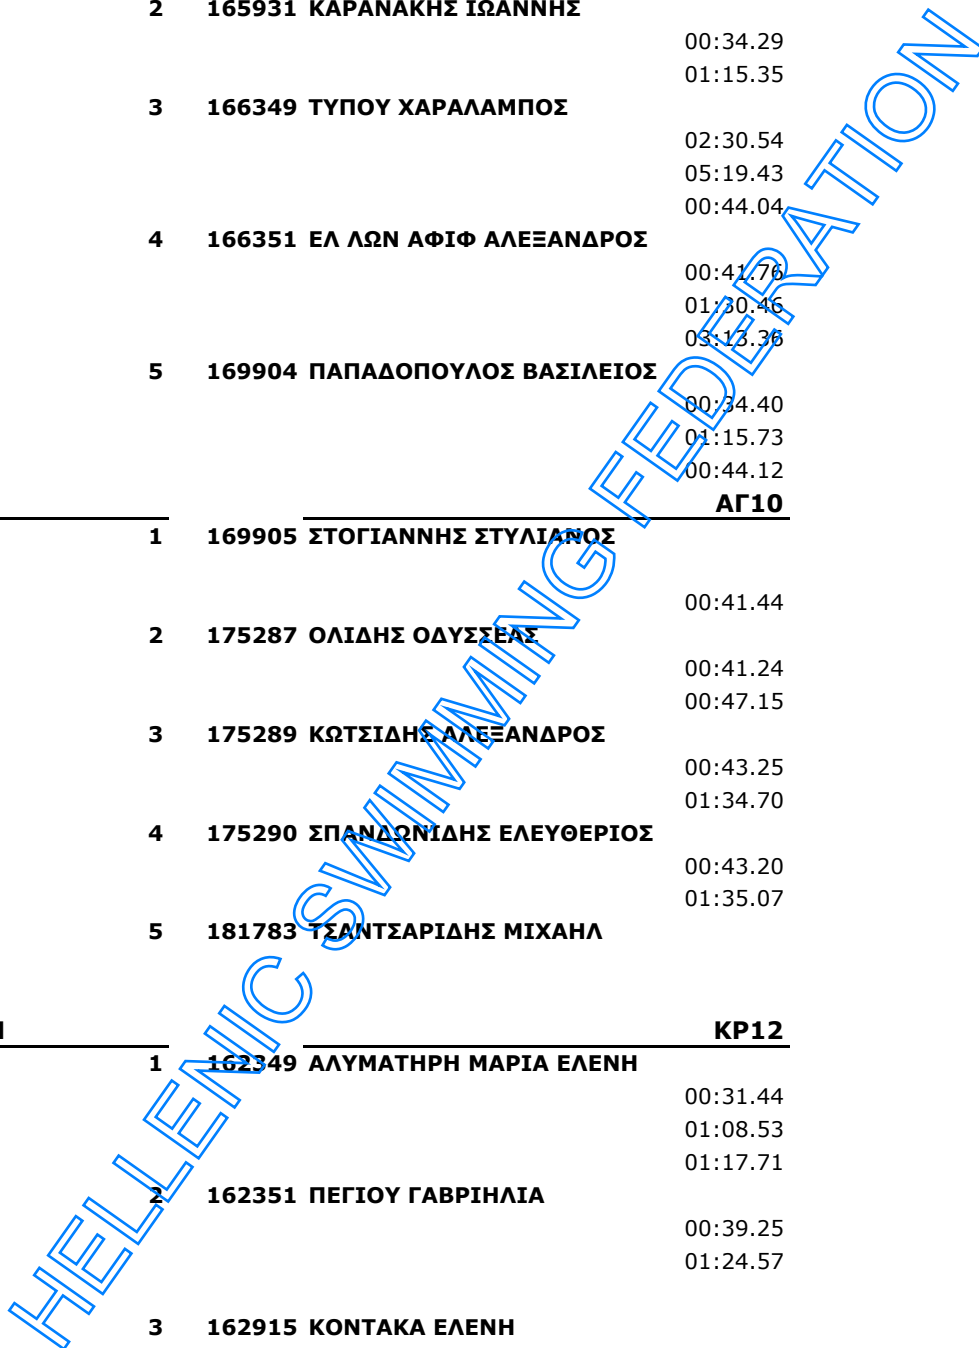 2 165931 ΚΑΡΑΝΑΚΗΣ ΙΩΑΝΝΗΣ
00:34.29
01:15.35
3 166349 ΤΥΠΟΥ ΧΑΡΑΛΑΜΠΟΣ
02:30.54
05:19.43
00:44.04
4 166351 ΕΛ ΛΩΝ ΑΦΙΦ ΑΛΕΞΑΝΔΡΟΣ
00:41.76
01:30.46
03:13.36
5 169904 ΠΑΠΑΔΟΠΟΥΛΟΣ ΒΑΣΙΛΕΙΟΣ
00:34.40
01:15.73
00:44.12
ΑΓ10
1 169905 ΣΤΟΓΙΑΝΝΗΣ ΣΤΥΛΙΑΝΟΣ
00:41.44
2 175287 ΟΛΙΔΗΣ ΟΔΥΣΣΕΑΣ
00:41.24
00:47.15
3 175289 ΚΩΤΣΙΔΗΣ ΑΛΕΞΑΝΔΡΟΣ
00:43.25
01:34.70
4 175290 ΣΠΑΝΔΩΝΙΔΗΣ ΕΛΕΥΘΕΡΙΟΣ
00:43.20
01:35.07
5 181783 ΤΣΑΝΤΣΑΡΙΔΗΣ ΜΙΧΑΗΛ
ΚΡ12
1 162349 ΑΛΥΜΑΤΗΡΗ ΜΑΡΙΑ ΕΛΕΝΗ
00:31.44
01:08.53
01:17.71
2 162351 ΠΕΓΙΟΥ ΓΑΒΡΙΗΛΙΑ
00:39.25
01:24.57
3 162915 ΚΟΝΤΑΚΑ ΕΛΕΝΗ
HELLENIC SWIMMING FEDERATION